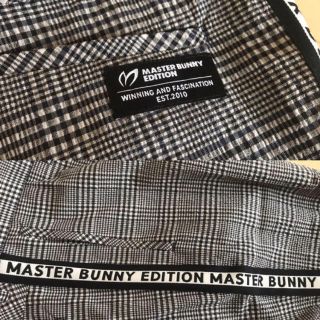 MASTER BUNNY
EDITION
WINNING AND FASCINATION
EST.2010
MASTER BUNNY EDITION MASTER BUNNY